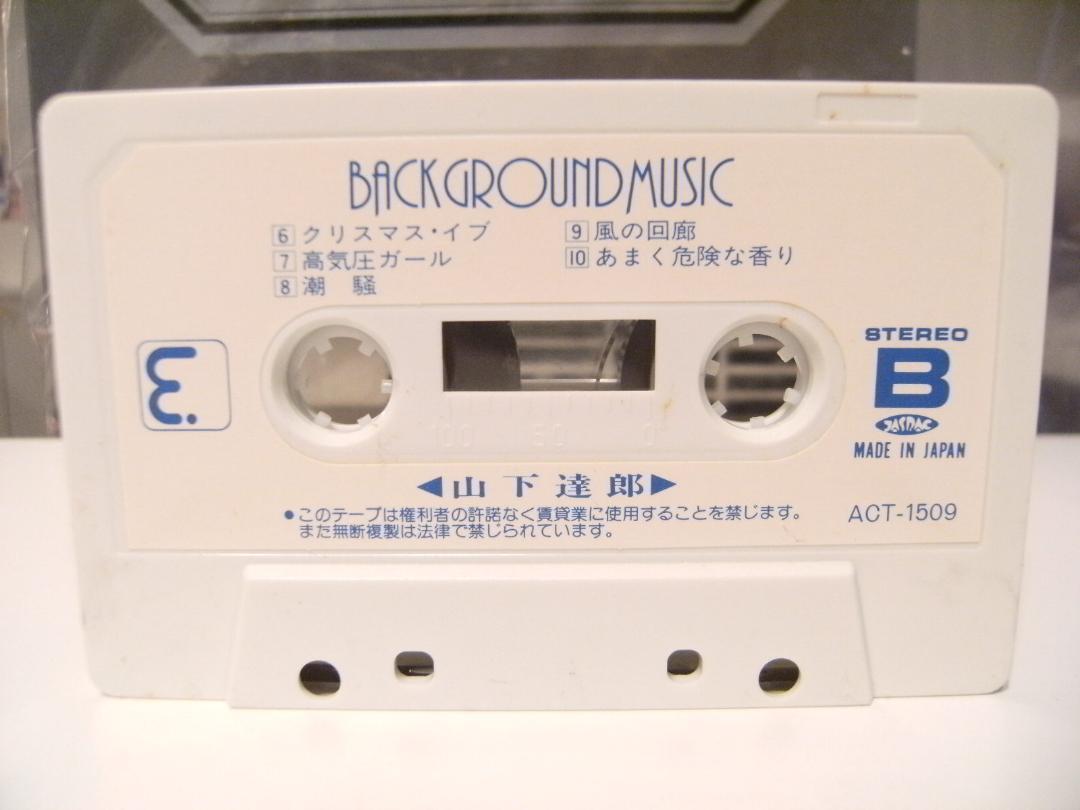 BACKGROUND MUSIC
6 クリスマス・イブ
7 高気圧ガール
8 潮 騒
9 風の回廊
10 あまく危険な香り
STEREO
B
JASRAC
MADE IN JAPAN
ε.
100 50 0
◀山下達郎▶
●このテープは権利者の許諾なく賃貸業に使用することを禁じます。
また無断複製は法律で禁じられています。
ACT-1509